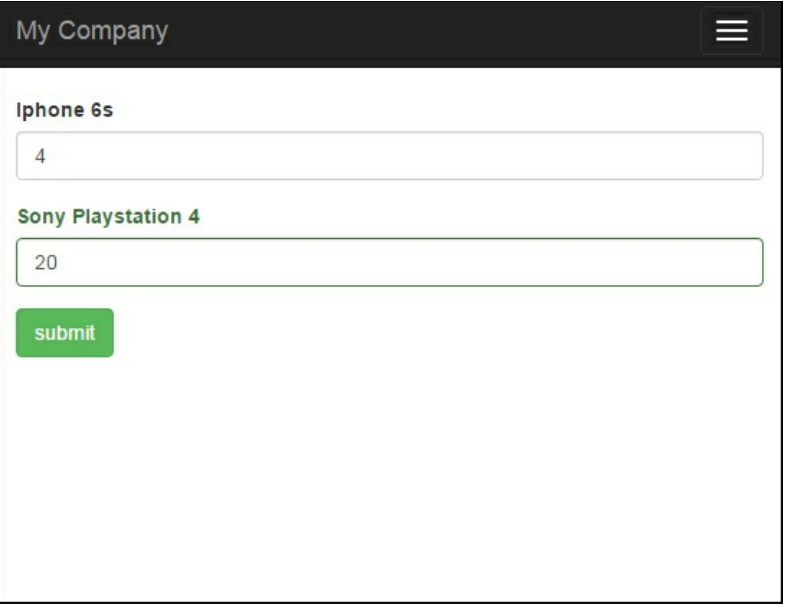 My Company
Iphone 6s
4
Sony Playstation 4
20
submit